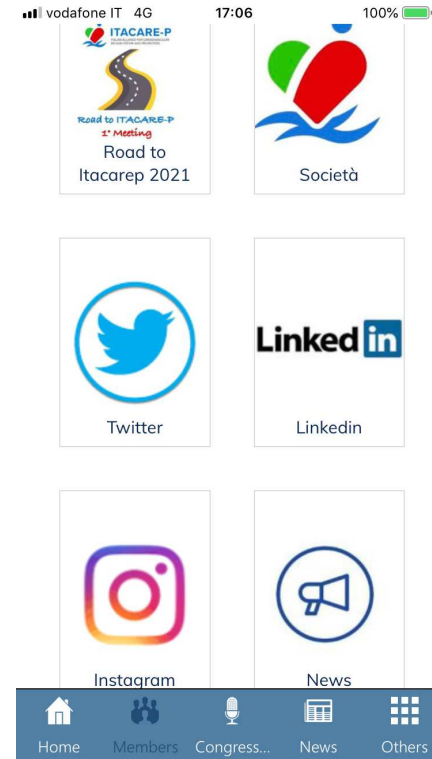 vodafone IT 4G 17:06 100%
ITACARE-P
Road to ITACARE-P
1° Meeting
Road to
Itacarep 2021
Società
Linked in
Twitter
Linkedin
Instagram
News
Home Members Congress... News Others